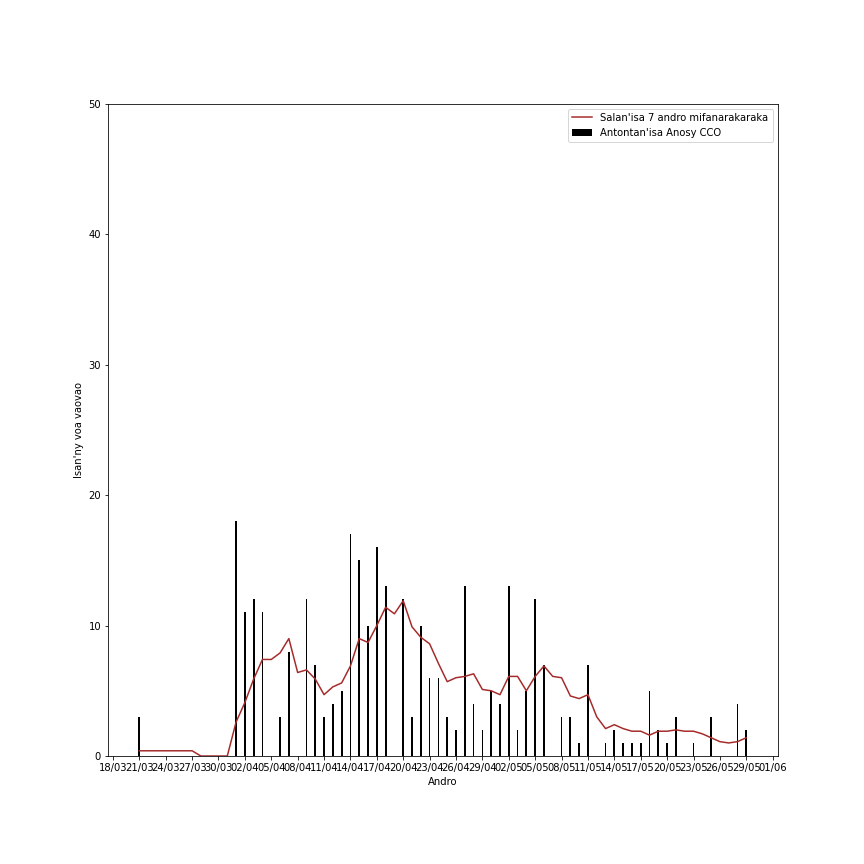 50
Salan'isa 7 andro mifanarakaraka
Antontan'isa Anosy CCO
40
30
Isan'ny voa vaovao
20
10
0
18/03 21/03 24/03 27/03 30/03 02/04 05/04 08/04 11/04 14/04 17/04 20/04 23/04 26/04 29/04 02/05 05/05 08/05 11/05 14/05 17/05 20/05 23/05 26/05 29/05 01/06
Andro